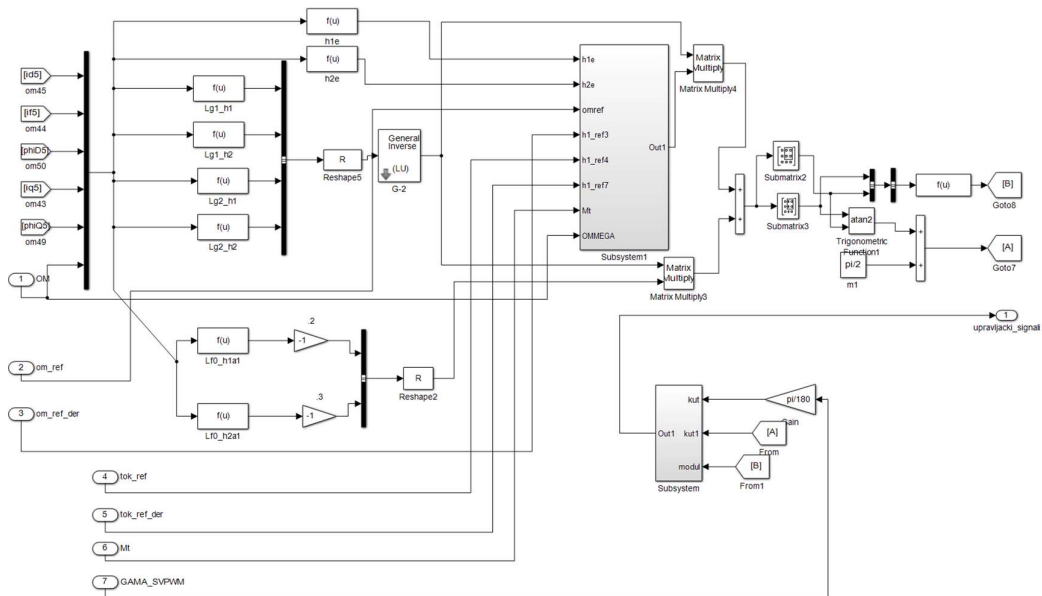 f(u)
h1e
f(u)
h2e
[id5]
om45
[if5]
om44
[phiD5]
om50
[iq5]
om43
[phiQ5]
om49
1
OM
2
om_ref
3
om_ref_der
4
tok_ref
5
tok_ref_der
6
Mt
7
GAMA_SVPWM
f(u)
Lg1_h1
f(u)
Lg1_h2
f(u)
Lg2_h1
f(u)
Lg2_h2
R
Reshape5
General
Inverse
(LU)
G-2
f(u)
Lf0_h1a1
.2
-1
f(u)
Lf0_h2a1
.3
-1
R
Reshape2
h1e
h2e
omref
h1_ref3
h1_ref4
h1_ref7
Mt
OMMEGA
Out1
Subsystem1
Matrix
Multiply
Matrix Multiply4
Matrix
Multiply
Matrix Multiply3
+
+
Submatrix2
Submatrix3
f(u)
[B]
Goto8
atan2
Trigonometric
Function1
pi/2
m1
+
+
[A]
Goto7
1
upravljacki_signali
kut
kut1
modul
Out1
Subsystem
pi/180
Gain
[A]
From
[B]
From1